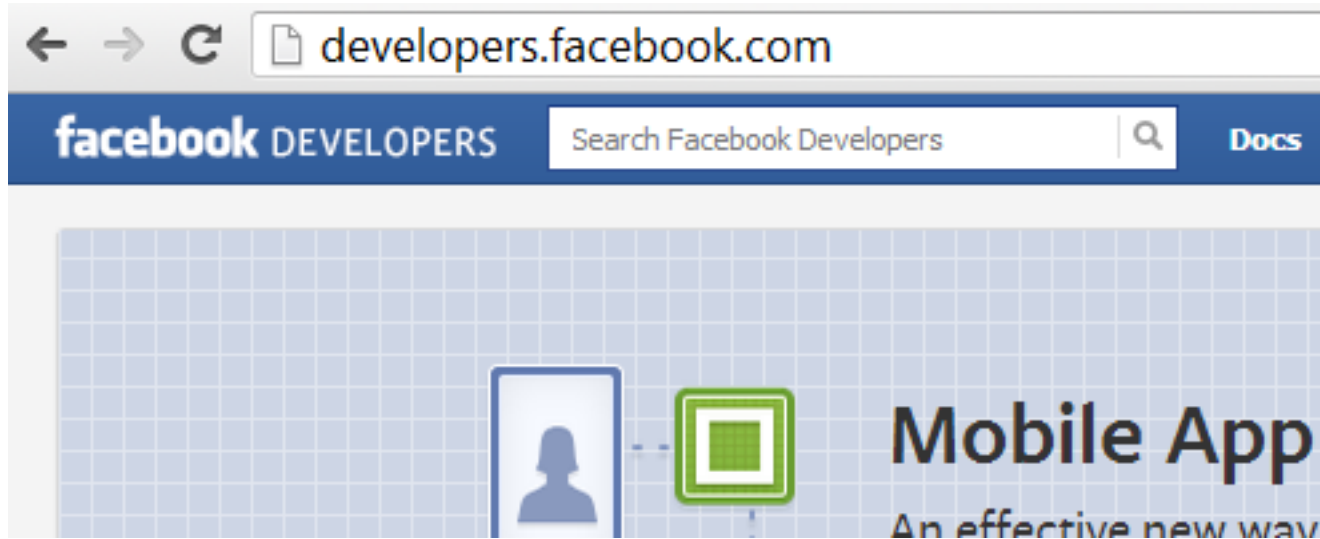 developers.facebook.com
facebook DEVELOPERS Search Facebook Developers Docs
Mobile App
An effective new way